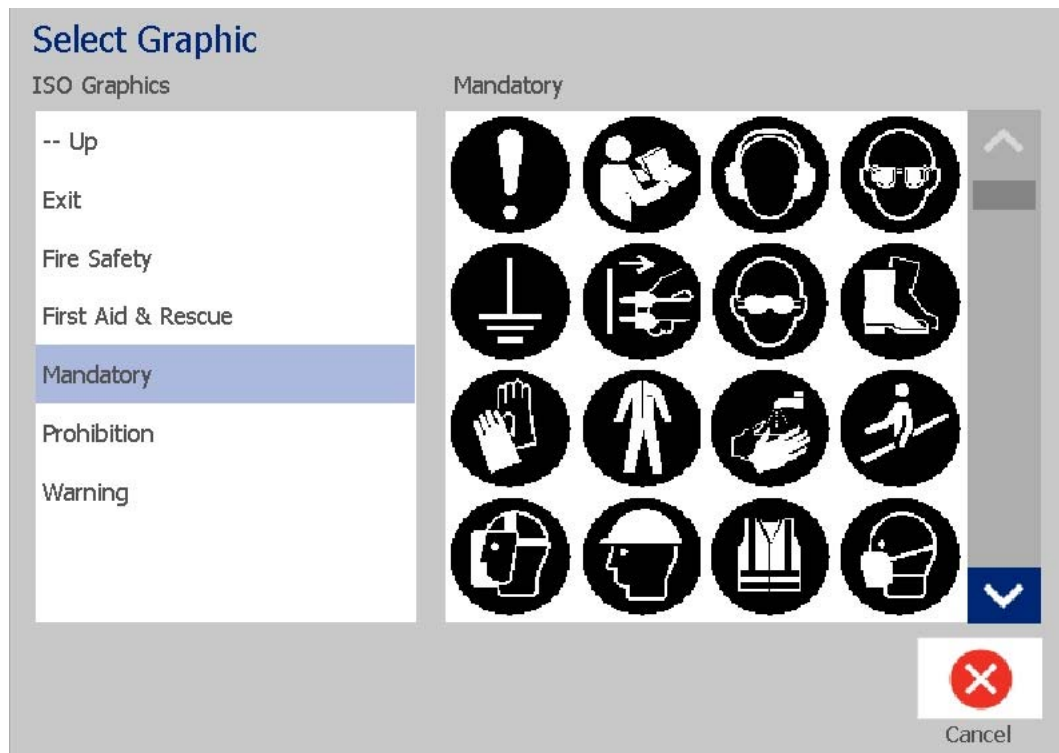 Select Graphic
ISO Graphics
Mandatory
-- Up
Exit
Fire Safety
First Aid & Rescue
Mandatory
Prohibition
Warning
Cancel